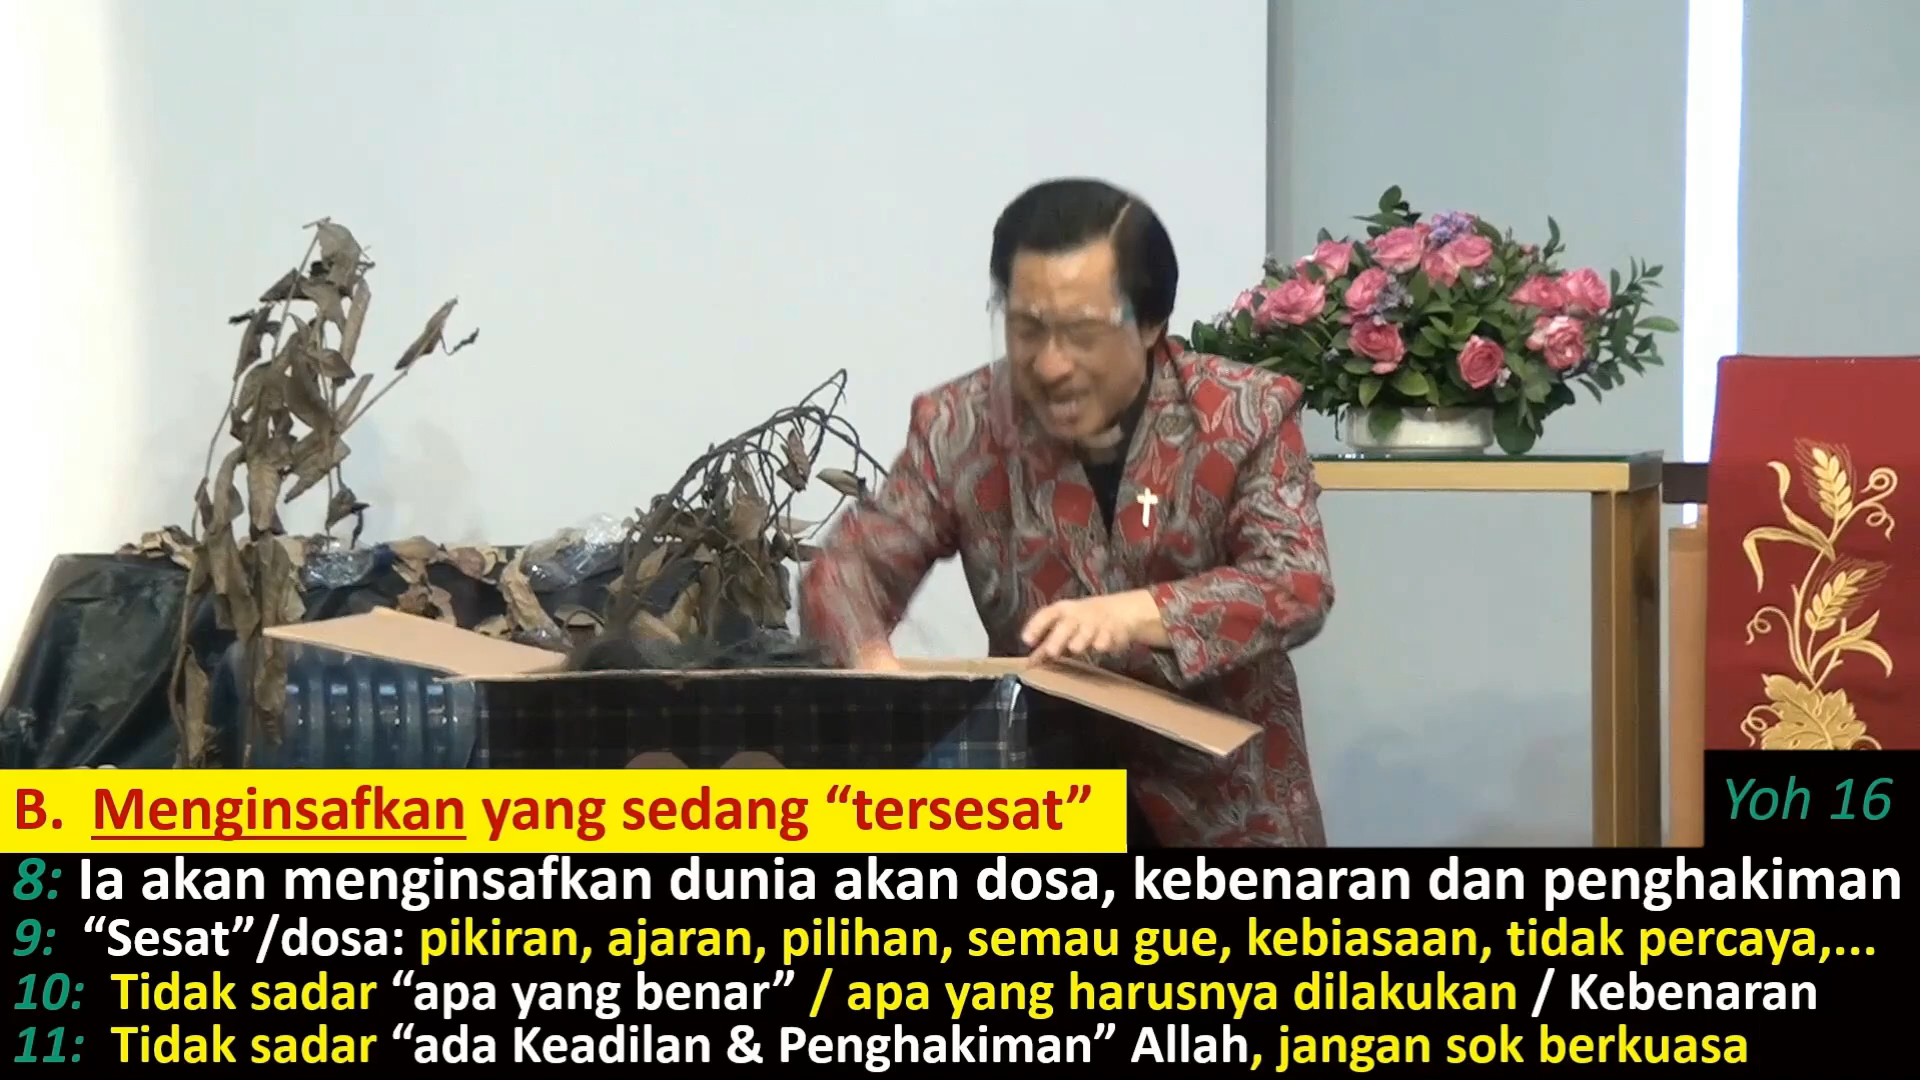 B. Menginsafkan yang sedang “tersesat”
Yoh 16
8: Ia akan menginsafkan dunia akan dosa, kebenaran dan penghakiman
9: “Sesat”/dosa: pikiran, ajaran, pilihan, semau gue, kebiasaan, tidak percaya,...
10: Tidak sadar “apa yang benar” / apa yang harusnya dilakukan / Kebenaran
11: Tidak sadar “ada Keadilan & Penghakiman” Allah, jangan sok berkuasa